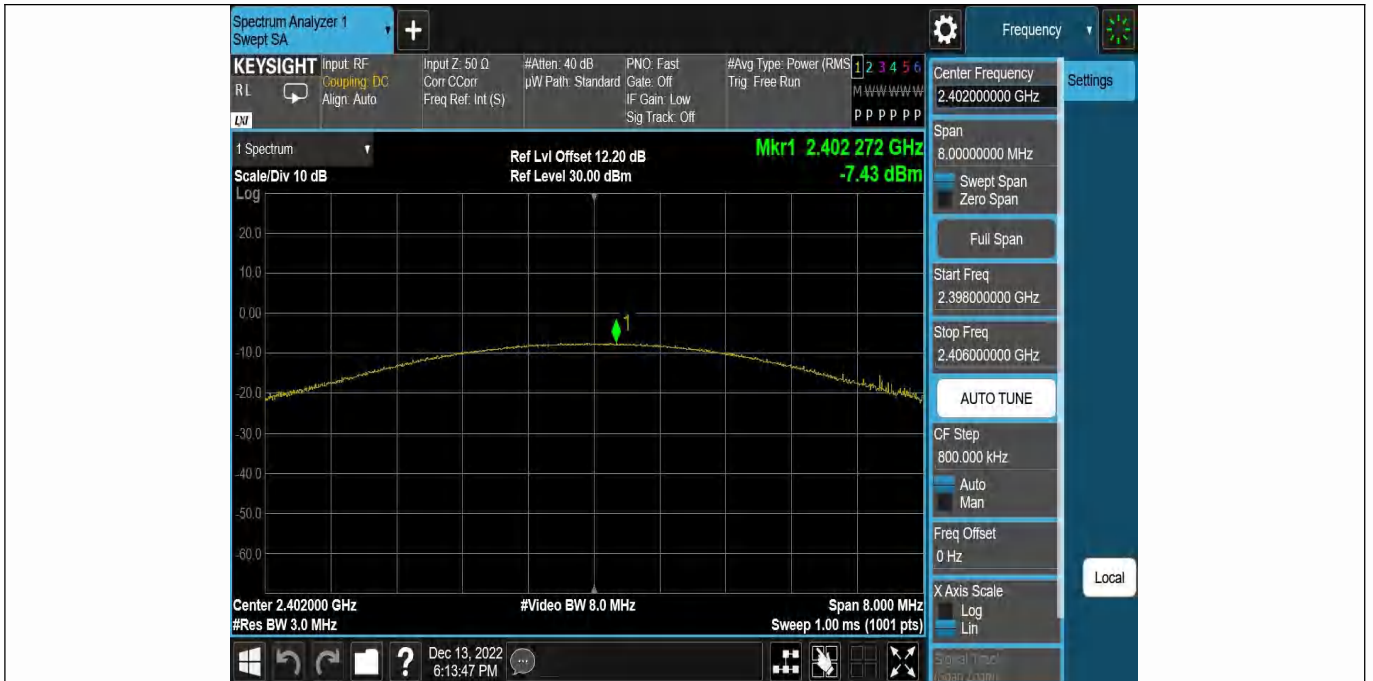 Spectrum Analyzer 1
Swept SA
+
Frequency
KEYSIGHT
R L
LXI
Input: RF
Coupling: DC
Align: Auto
Input Z: 50 Ω
Corr CCorr
Freq Ref: Int (S)
#Atten: 40 dB
µW Path: Standard
PNO: Fast
Gate: Off
IF Gain: Low
Sig Track: Off
#Avg Type: Power (RMS
Trig: Free Run
1 2 3 4 5 6
M W W W W W
P P P P P P
1 Spectrum
Scale/Div 10 dB
Ref Lvl Offset 12.20 dB
Ref Level 30.00 dBm
Mkr1 2.402 272 GHz
-7.43 dBm
Log
20.0
10.0
0.00
-10.0
-20.0
-30.0
-40.0
-50.0
-60.0
1
Center 2.402000 GHz
#Res BW 3.0 MHz
#Video BW 8.0 MHz
Span 8.000 MHz
Sweep 1.00 ms (1001 pts)
Center Frequency
2.402000000 GHz
Settings
Span
8.00000000 MHz
Swept Span
Zero Span
Full Span
Start Freq
2.398000000 GHz
Stop Freq
2.406000000 GHz
AUTO TUNE
CF Step
800.000 kHz
Auto
Man
Freq Offset
0 Hz
X Axis Scale
Log
Lin
Signal Track
(Span Zoom)
Local
?
Dec 13, 2022
6:13:47 PM